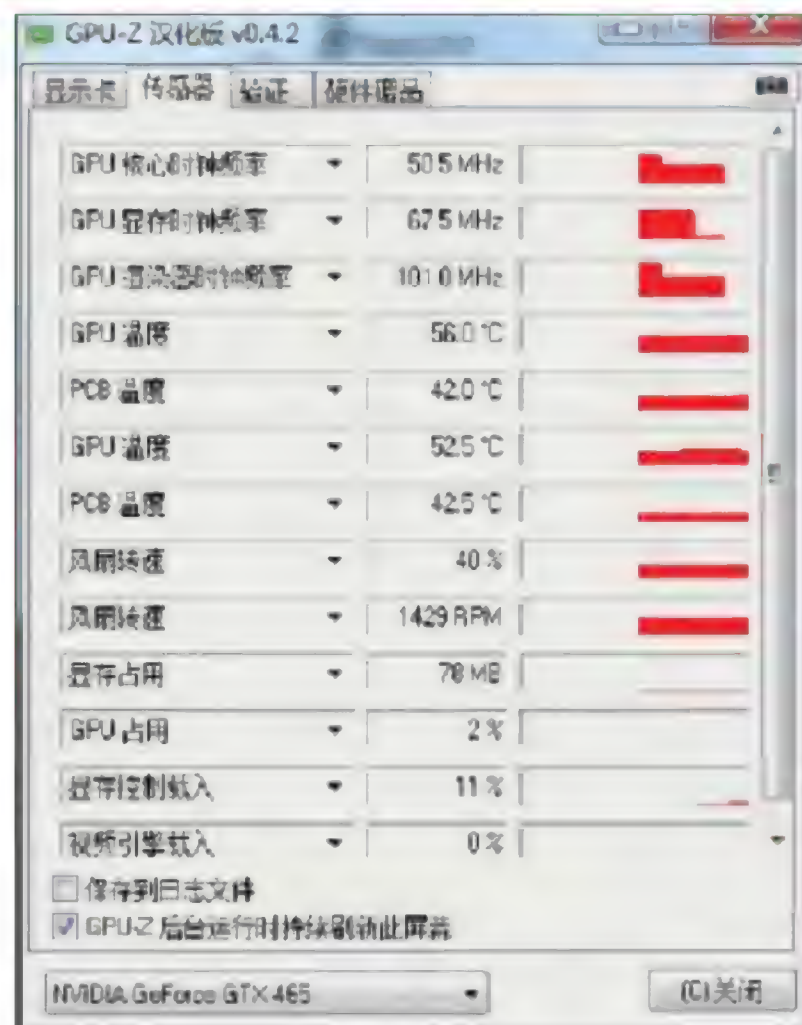 GPU-Z 汉化版 v0.4.2
显示卡 传感器 验证 硬件赠品
GPU 核心时钟频率 50.5 MHz
GPU 显存时钟频率 67.5 MHz
GPU 渲染器时钟频率 101.0 MHz
GPU 温度 56.0 ℃
PCB 温度 42.0 ℃
GPU 温度 52.5 ℃
PCB 温度 42.5 ℃
风扇转速 40 %
风扇转速 1429 RPM
显存占用 78 MB
GPU 占用 2 %
显存控制载入 11 %
视频引擎载入 0 %
保存到日志文件
GPU-Z 后台运行时持续刷新此屏幕
NVIDIA GeForce GTX 465 (C)关闭